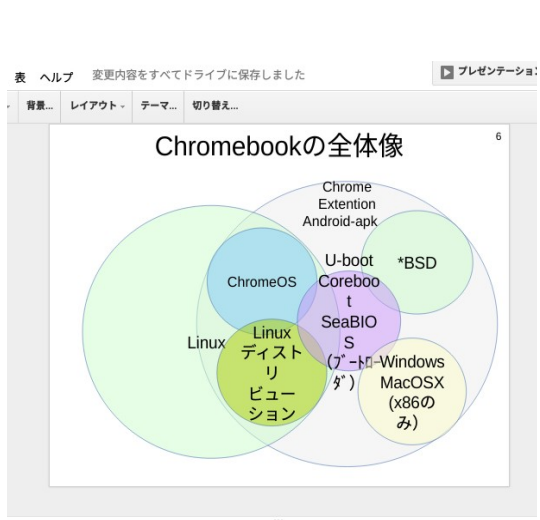 表 ヘルプ 変更内容をすべてドライブに保存しました
プレゼンテーション
背景... レイアウト テーマ... 切り替え...
6
Chromebookの全体像
Chrome
Extention
Android-apk
U-boot
Coreboo
t
SeaBIO
S
(ブートロー
ダ)
*BSD
ChromeOS
Linux
Linux
ディスト
リ
ビュー
ション
Windows
MacOSX
(x86の
み)